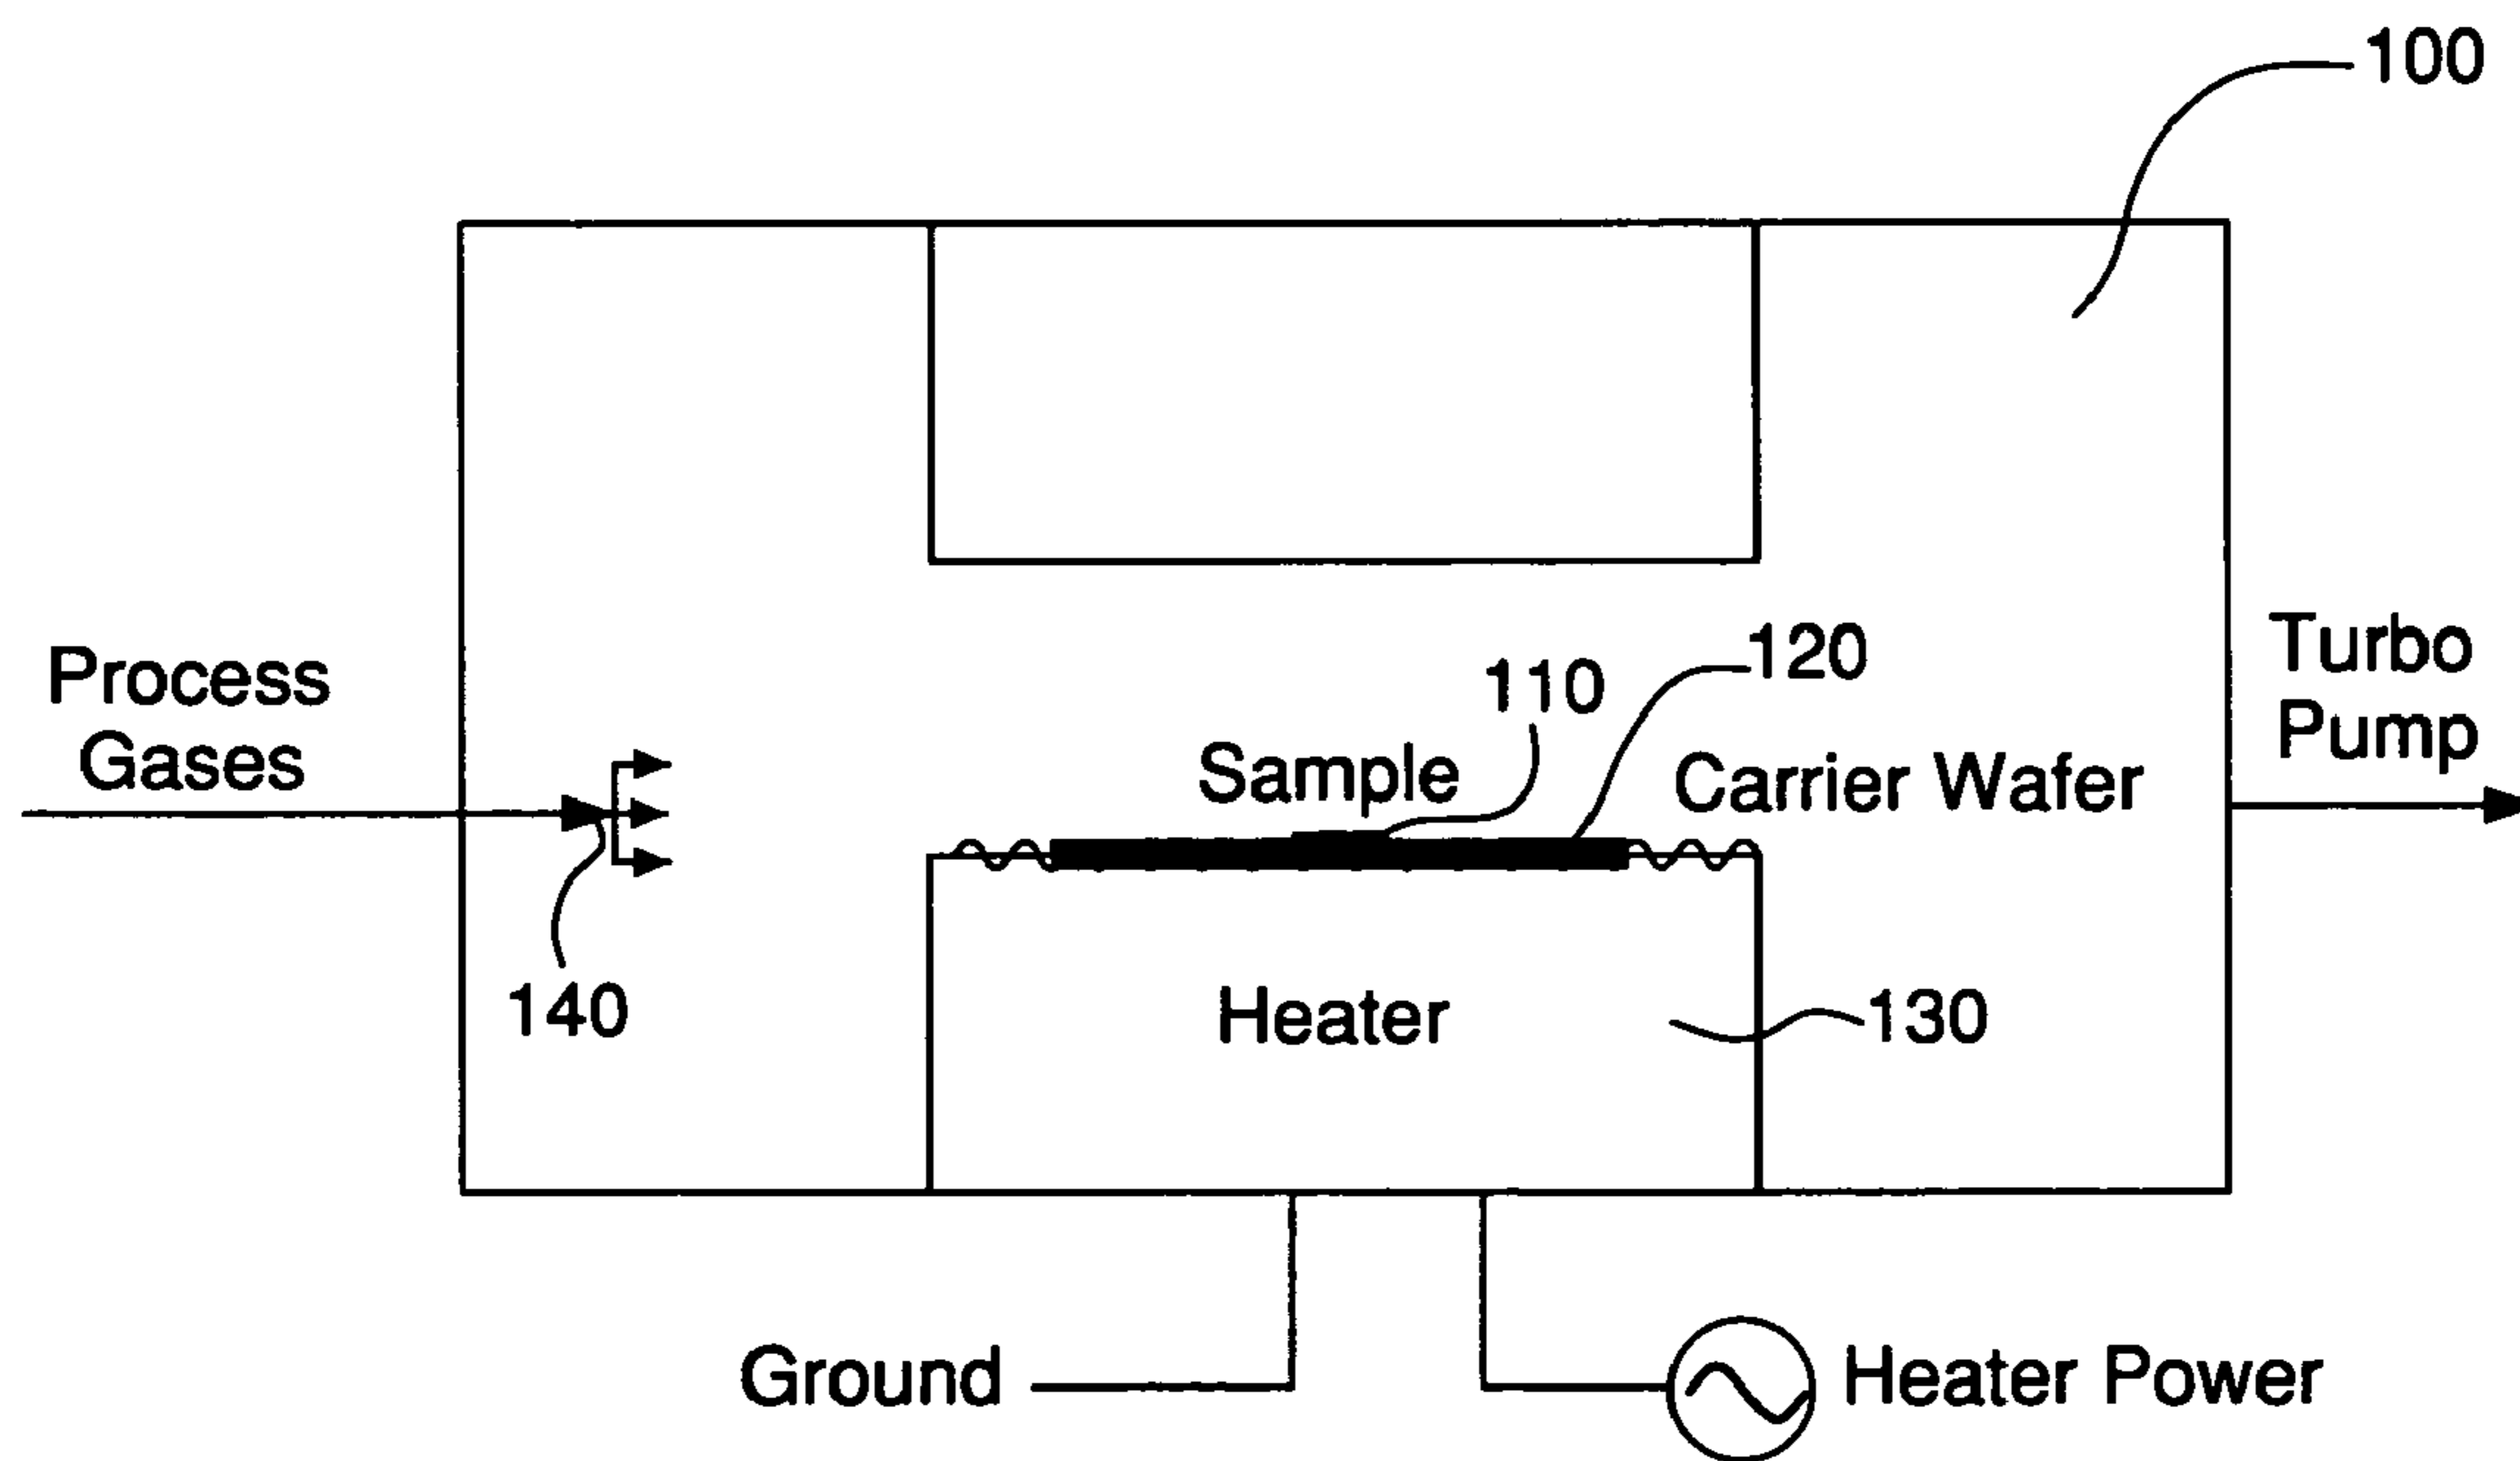 100
Process
Gases
Turbo
Pump
110
120
Sample
Carrier Wafer
140
Heater
130
Ground
Heater Power